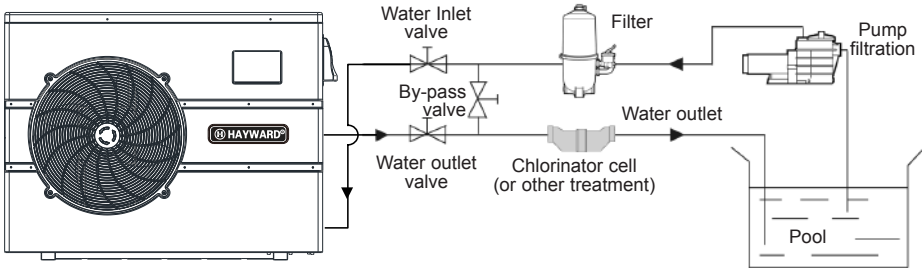 Water Inlet
valve
Filter
Pump
filtration
By-pass
valve
HAYWARD®
Water outlet
Water outlet
valve
Chlorinator cell
(or other treatment)
Pool